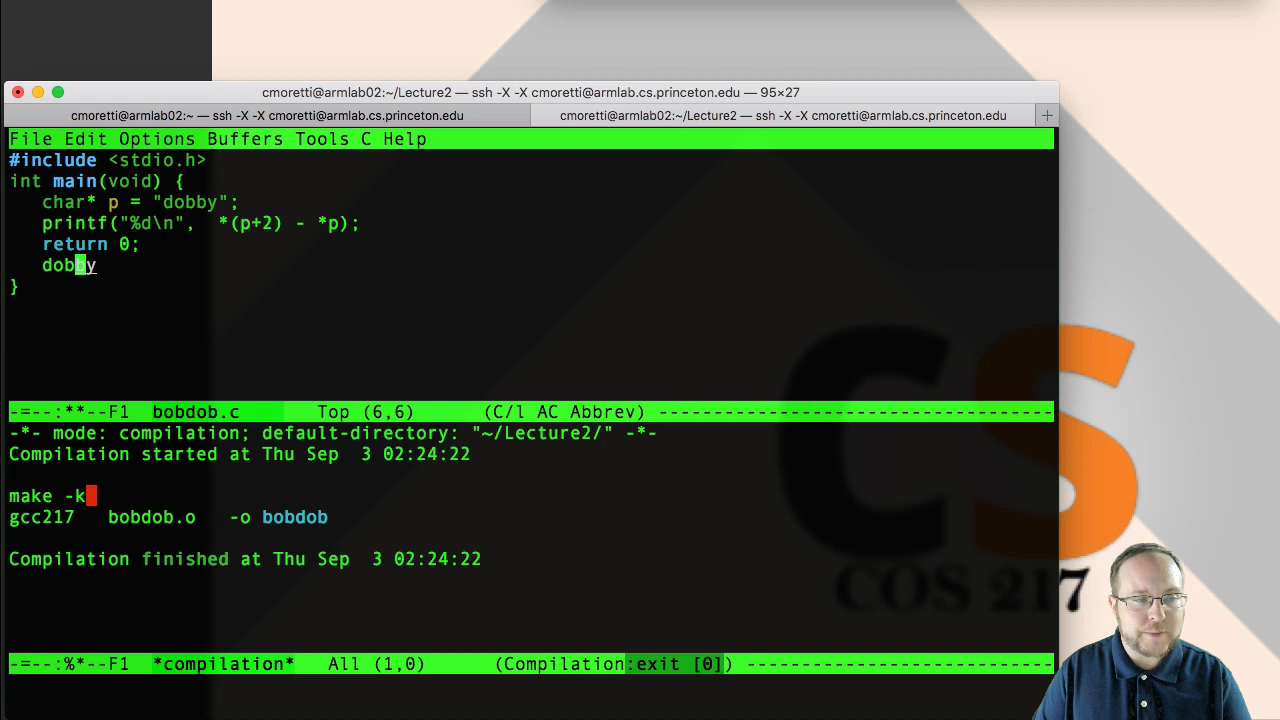 cmoretti@armlab02:~/Lecture2 — ssh -X -X cmoretti@armlab.cs.princeton.edu — 95×27
cmoretti@armlab02:~ — ssh -X -X cmoretti@armlab.cs.princeton.edu
cmoretti@armlab02:~/Lecture2 — ssh -X -X cmoretti@armlab.cs.princeton.edu
+
File Edit Options Buffers Tools C Help
#include <stdio.h>
int main(void) {
   char* p = "dobby";
   printf("%d\n",  *(p+2) - *p);
   return 0;
   dobby
}
-=--:**--F1  bobdob.c       Top (6,6)      (C/l AC Abbrev) ------------------------------------
-*- mode: compilation; default-directory: "~/Lecture2/" -*-
Compilation started at Thu Sep  3 02:24:22
make -k
gcc217   bobdob.o   -o bobdob
Compilation finished at Thu Sep  3 02:24:22
-=--:%*--F1  *compilation*   All (1,0)      (Compilation:exit [0]) -----------------------------
CS
COS 217